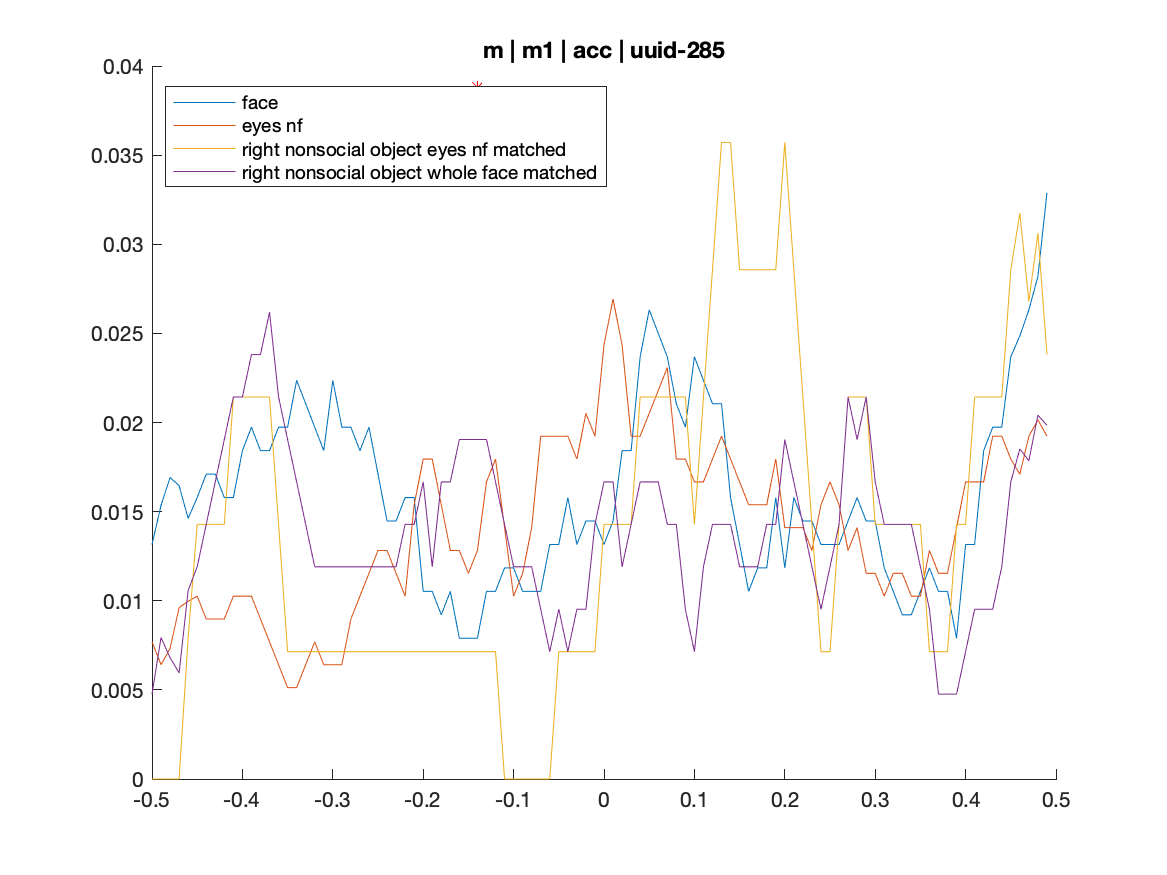 m | m1 | acc | uuid-285
0.04
0.035
0.03
0.025
0.02
0.015
0.01
0.005
0
face
eyes nf
right nonsocial object eyes nf matched
right nonsocial object whole face matched
-0.5 -0.4 -0.3 -0.2 -0.1 0 0.1 0.2 0.3 0.4 0.5